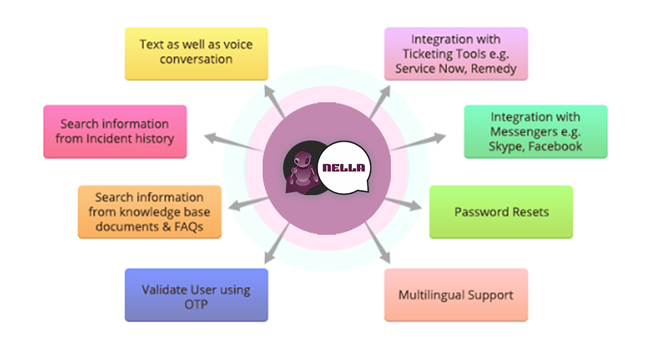 Text as well as voice
conversation
Integration with
Ticketing Tools e.g.
Service Now, Remedy
Search information
from Incident history
Integration with
Messengers e.g.
Skype, Facebook
NELLA
Search information
from knowledge base
documents & FAQs
Password Resets
Validate User using
OTP
Multilingual Support